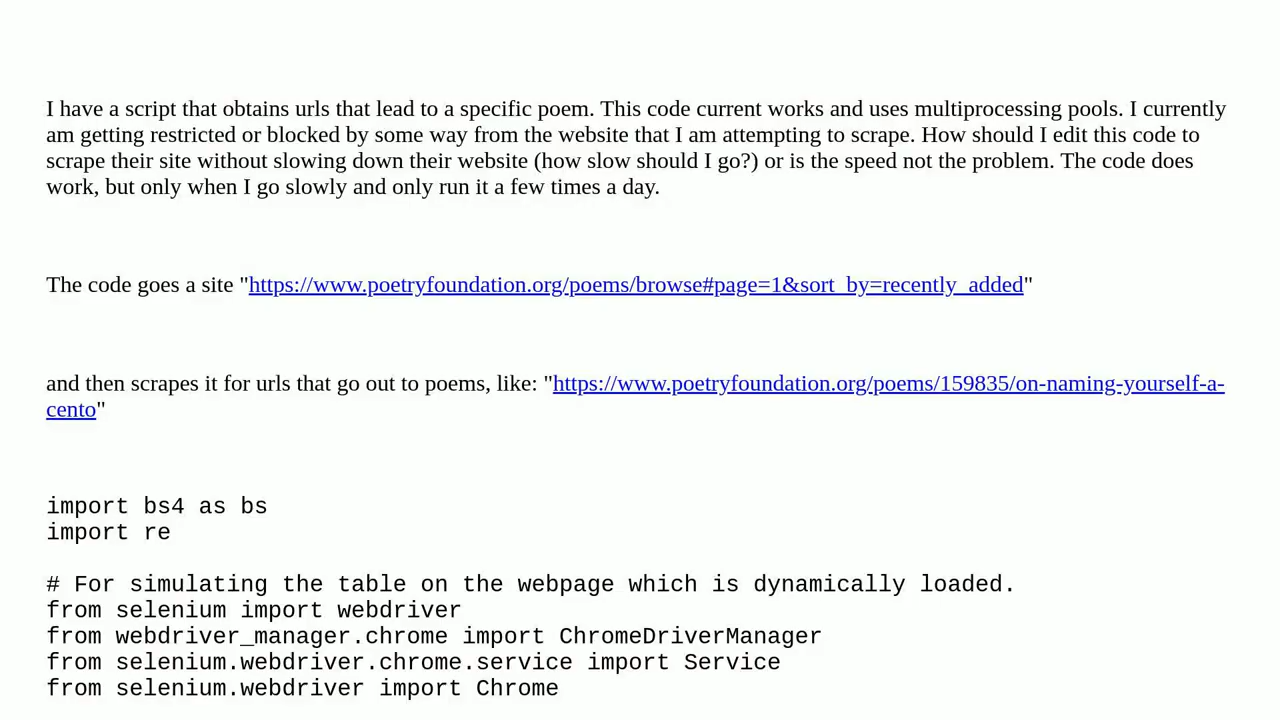 I have a script that obtains urls that lead to a specific poem. This code current works and uses multiprocessing pools. I currently
am getting restricted or blocked by some way from the website that I am attempting to scrape. How should I edit this code to
scrape their site without slowing down their website (how slow should I go?) or is the speed not the problem. The code does
work, but only when I go slowly and only run it a few times a day.
The code goes a site "https://www.poetryfoundation.org/poems/browse#page=1&sort_by=recently_added"
and then scrapes it for urls that go out to poems, like: "https://www.poetryfoundation.org/poems/159835/on-naming-yourself-a-
cento"
import bs4 as bs
import re
# For simulating the table on the webpage which is dynamically loaded.
from selenium import webdriver
from webdriver_manager.chrome import ChromeDriverManager
from selenium.webdriver.chrome.service import Service
from selenium.webdriver import Chrome